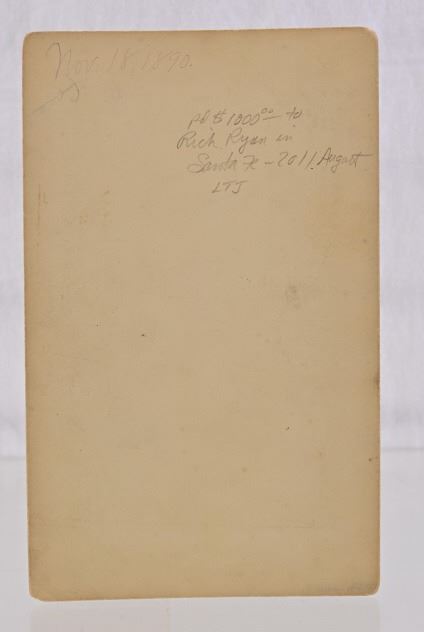 Nov. 18, 1890.
pd $1000.00 to
Rich Ryan in
Santa Fe - 2011. August
LTJ